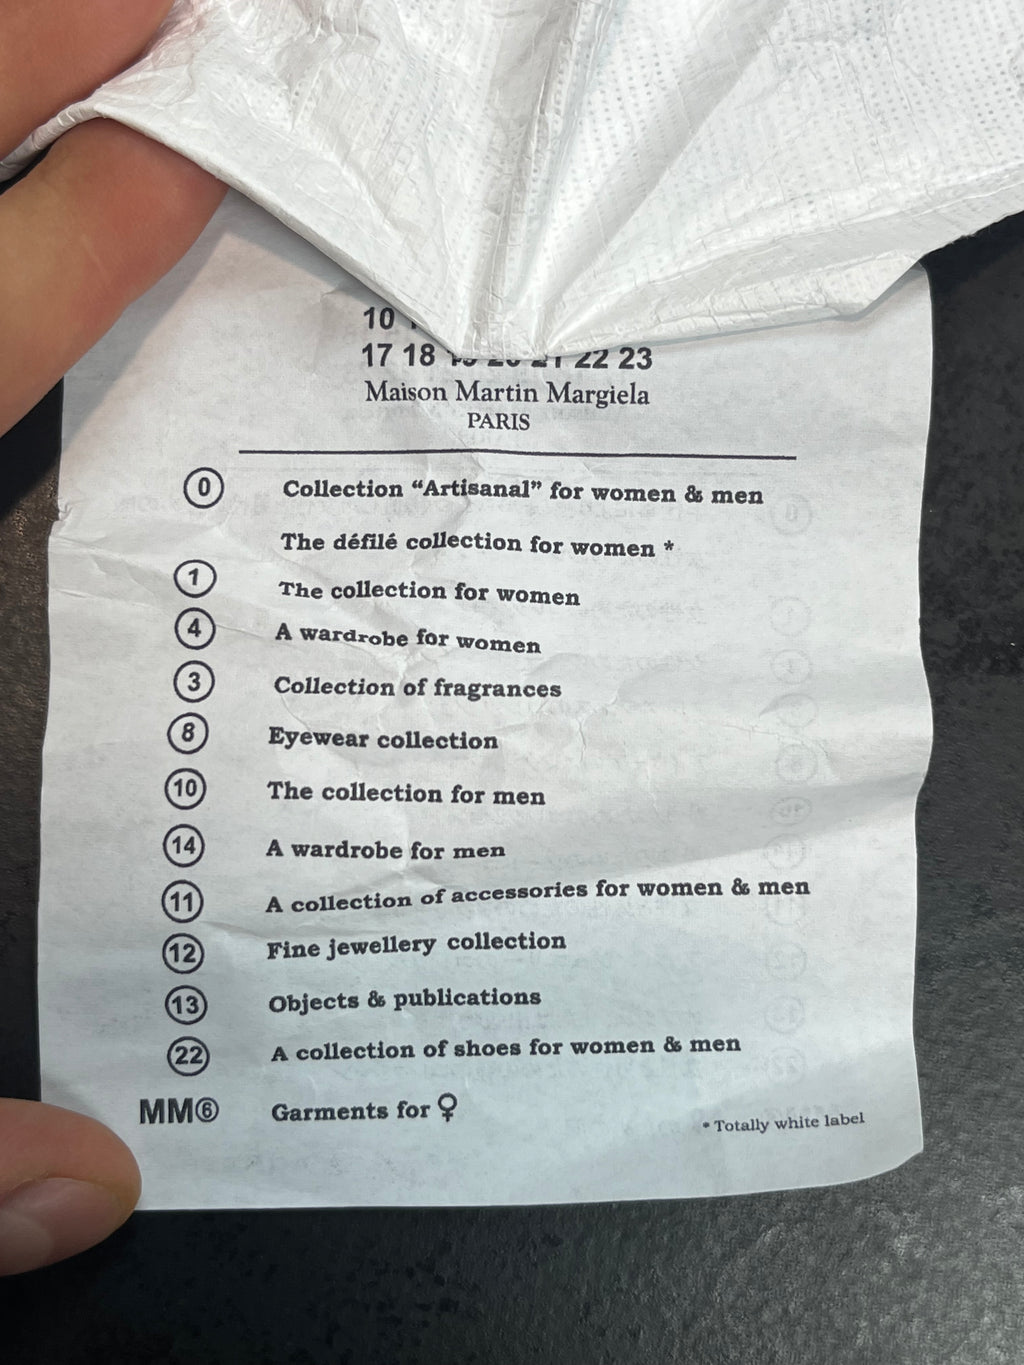 10
17 18 22 23
Maison Martin Margiela
PARIS
0 Collection “Artisanal” for women & men
The défilé collection for women *
1 The collection for women
4 A wardrobe for women
3 Collection of fragrances
8 Eyewear collection
10 The collection for men
14 A wardrobe for men
11 A collection of accessories for women & men
12 Fine jewellery collection
13 Objects & publications
22 A collection of shoes for women & men
MM⑥ Garments for ♀
* Totally white label